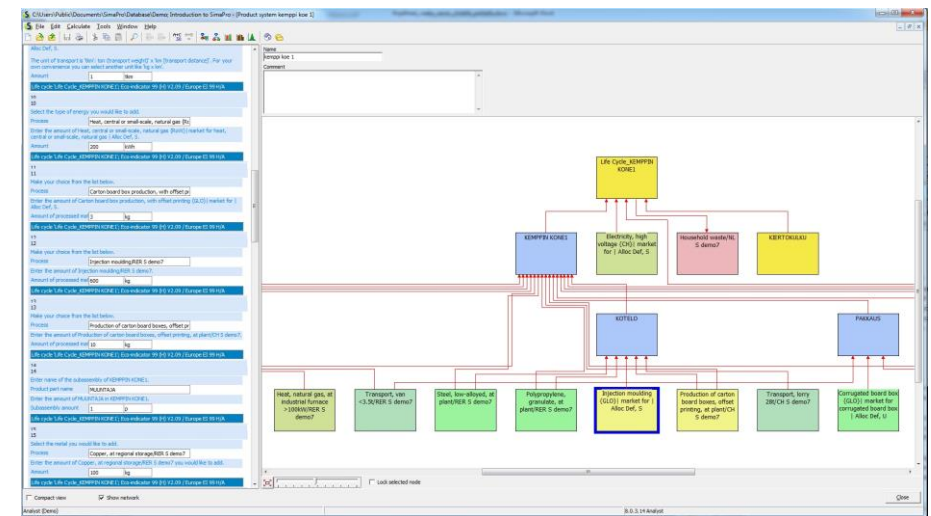 C:\Users\Public\Documents\SimaPro\Database\Demo; Introduction to SimaPro - [Product system kemppi koe 1]
File Edit Calculate Tools Window Help
Alloc Def, S.
The unit of transport is 'tkm': ton (transport weight) x km (transport distance). For your
own convenience you can select another unit like kg x km.
Amount 1 tkm
Life cycle 'Life Cycle_KEMPPIN KONE1'; Eco-indicator 99 (H) V2.09 / Europe EI 99 H/A
10
Select the type of energy you would like to add.
Process Heat, central or small-scale, natural gas {Ro
Enter the amount of Heat, central or small-scale, natural gas {RoW}| market for heat,
central or small-scale, natural gas | Alloc Def, S.
Amount 200 kWh
Life cycle 'Life Cycle_KEMPPIN KONE1'; Eco-indicator 99 (H) V2.09 / Europe EI 99 H/A
11
Make your choice from the list below.
Process Carton board box production, with offset pr
Enter the amount of Carton board box production, with offset printing {GLO}| market for |
Alloc Def, S.
Amount of processed mat 3 kg
Life cycle 'Life Cycle_KEMPPIN KONE1'; Eco-indicator 99 (H) V2.09 / Europe EI 99 H/A
12
Make your choice from the list below.
Process Injection moulding/RER S demo?
Enter the amount of Injection moulding/RER S demo?.
Amount of processed mat 600 kg
Life cycle 'Life Cycle_KEMPPIN KONE1'; Eco-indicator 99 (H) V2.09 / Europe EI 99 H/A
13
Make your choice from the list below.
Process Production of carton board boxes, offset pr
Enter the amount of Production of carton board boxes, offset printing, at plant/CH S demo?.
Amount of processed mat 10 kg
Life cycle 'Life Cycle_KEMPPIN KONE1'; Eco-indicator 99 (H) V2.09 / Europe EI 99 H/A
14
Enter name of the subassembly of KEMPPIN KONE1.
Product part name MUUNTAJA
Enter the amount of MUUNTAJA in KEMPPIN KONE1.
Subassembly amount 1 p
Life cycle 'Life Cycle_KEMPPIN KONE1'; Eco-indicator 99 (H) V2.09 / Europe EI 99 H/A
15
Select the metal you would like to add.
Process Copper, at regional storage/RER S demo?
Enter the amount of Copper, at regional storage/RER S demo? you would like to add.
Amount 100 kg
Life cycle 'Life Cycle_KEMPPIN KONE1'; Eco-indicator 99 (H) V2.09 / Europe EI 99 H/A
Compact view Show network
Analyst (Demo)
Name
kemppi koe 1
Comment
Life Cycle_KEMPPIN
KONE1
KEMPPIN KONE1
Electricity, high
voltage {CH}| market
for | Alloc Def, S
Household waste/NL
S demo?
KIERTOKULKU
KOTELO
PAKKAUS
Heat, natural gas, at
industrial furnace
>100kW/RER S
demo?
Transport, van
<3.5t/RER S demo?
Steel, low-alloyed, at
plant/RER S demo?
Polypropylene,
granulate, at
plant/RER S demo?
Injection moulding
{GLO}| market for |
Alloc Def, S
Production of carton
board boxes, offset
printing, at plant/CH
S demo?
Transport, lorry
28t/CH S demo?
Corrugated board box
{GLO}| market for
corrugated board box
| Alloc Def, U
Lock selected node
Close
8.0.3.14 Analyst